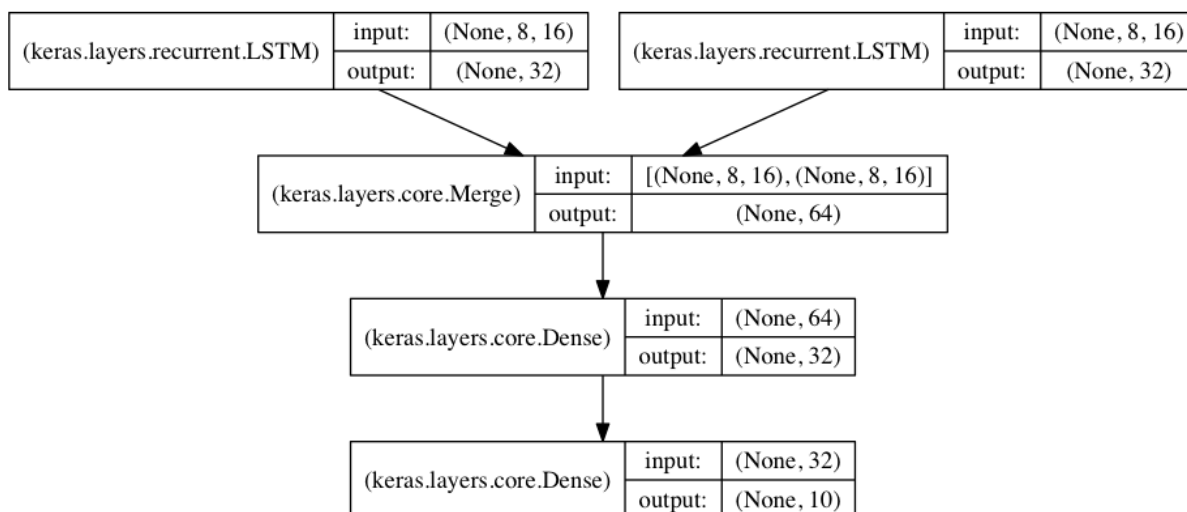 (keras.layers.recurrent.LSTM)
input: (None, 8, 16)
output: (None, 32)
(keras.layers.recurrent.LSTM)
input: (None, 8, 16)
output: (None, 32)
(keras.layers.core.Merge)
input: [(None, 8, 16), (None, 8, 16)]
output: (None, 64)
(keras.layers.core.Dense)
input: (None, 64)
output: (None, 32)
(keras.layers.core.Dense)
input: (None, 32)
output: (None, 10)